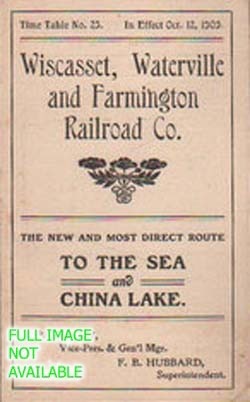 Time Table No. 25. In Effect Oct. 12, 1903.
Wiscasset, Waterville
and Farmington
Railroad Co.
THE NEW AND MOST DIRECT ROUTE
TO THE SEA
and
CHINA LAKE.
Vice-Pres. & Gen'l Mgr.
F. B. HUBBARD,
Superintendent.
FULL IMAGE
NOT
AVAILABLE